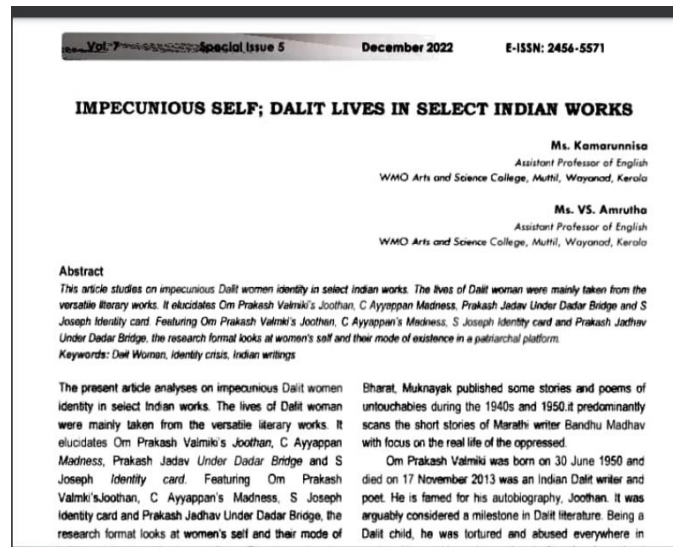 Vol. 7 Special Issue 5 December 2022 E-ISSN: 2456-5571
IMPECUNIOUS SELF; DALIT LIVES IN SELECT INDIAN WORKS
Ms. Kamarunnisa
Assistant Professor of English
WMO Arts and Science College, Muttil, Wayanad, Kerala
Ms. VS. Amrutha
Assistant Professor of English
WMO Arts and Science College, Muttil, Wayanad, Kerala
Abstract
This article studies on impecunious Dalit women identity in select Indian works. The lives of Dalit woman were mainly taken from the
versatile literary works. It elucidates Om Prakash Valmiki's Joothan, C Ayyappan Madness, Prakash Jadav Under Dadar Bridge and S
Joseph Identity card. Featuring Om Prakash Valmki's Joothan, C Ayyappan's Madness, S Joseph Identity card and Prakash Jadhav
Under Dadar Bridge, the research format looks at women's self and their mode of existence in a patriarchal platform.
Keywords: Dalit Woman, Identity crisis, Indian writings
The present article analyses on impecunious Dalit women
identity in select Indian works. The lives of Dalit woman
were mainly taken from the versatile literary works. It
elucidates Om Prakash Valmiki's Joothan, C Ayyappan
Madness, Prakash Jadav Under Dadar Bridge and S
Joseph Identity card. Featuring Om Prakash
Valmki'sJoothan, C Ayyappan's Madness, S Joseph
Identity card and Prakash Jadhav Under Dadar Bridge, the
research format looks at women's self and their mode of
Bharat, Muknayak published some stories and poems of
untouchables during the 1940s and 1950.it predominantly
scans the short stories of Marathi writer Bandhu Madhav
with focus on the real life of the oppressed.
Om Prakash Valmiki was born on 30 June 1950 and
died on 17 November 2013 was an Indian Dalit writer and
poet. He is famed for his autobiography, Joothan. It was
arguably considered a milestone in Dalit literature. Being a
Dalit child, he was tortured and abused everywhere in